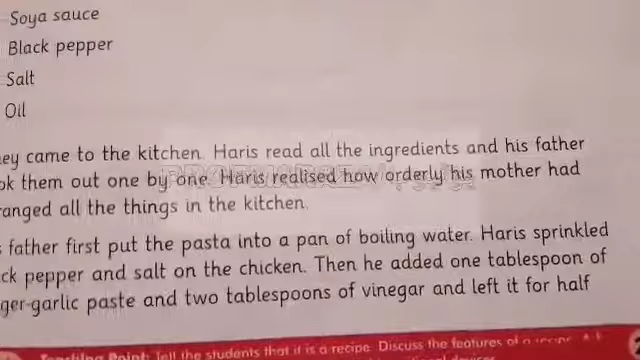 Soya sauce
Black pepper
Salt
Oil
ey came to the kitchen. Haris read all the ingredients and his father
ok them out one by one. Haris realised how orderly his mother had
ranged all the things in the kitchen.
father first put the pasta into a pan of boiling water. Haris sprinkled
ck pepper and salt on the chicken. Then he added one tablespoon of
ger-garlic paste and two tablespoons of vinegar and left it for half
Teaching Point: Tell the students that it is a recipe. Discuss the features of a recipe